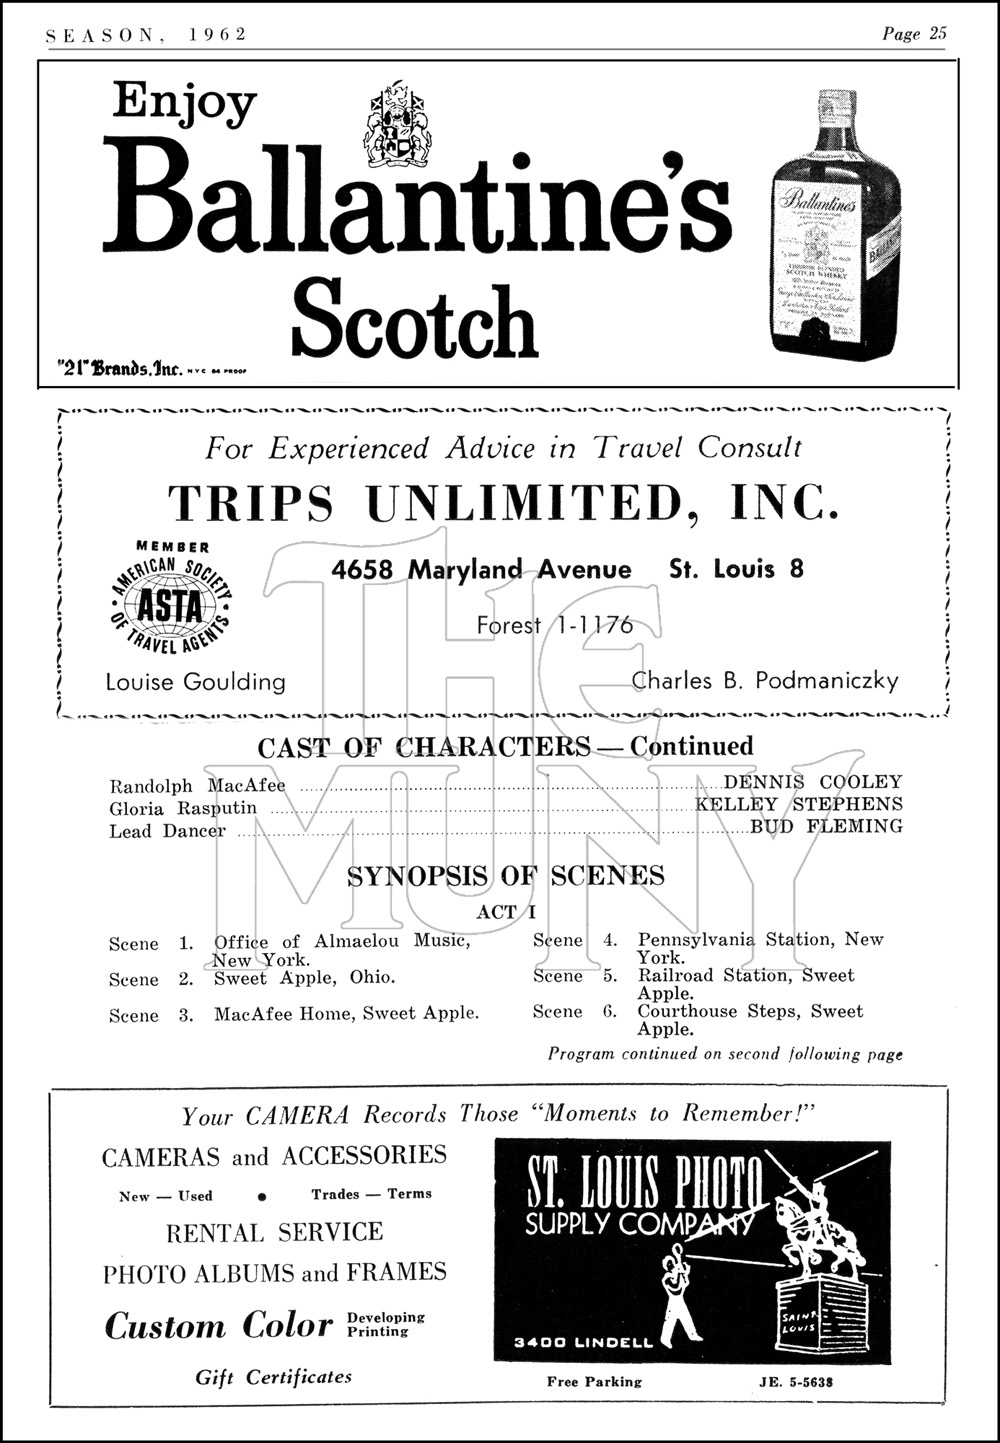 SEASON, 1962 Page 25
Enjoy
Ballantine's
Scotch
"21" Brands, Inc. NYC 86 PROOF
Ballantine's
SCOTCH WHISKY
For Experienced Advice in Travel Consult
TRIPS UNLIMITED, INC.
MEMBER
AMERICAN SOCIETY
ASTA
OF TRAVEL AGENTS
4658 Maryland Avenue St. Louis 8
Forest 1-1176
Louise Goulding Charles B. Podmaniczky
THE
MUNY
CAST OF CHARACTERS — Continued
Randolph MacAfee ........ DENNIS COOLEY
Gloria Rasputin ........ KELLEY STEPHENS
Lead Dancer ........ BUD FLEMING
SYNOPSIS OF SCENES
ACT I
Scene 1. Office of Almaelou Music,
New York.
Scene 2. Sweet Apple, Ohio.
Scene 3. MacAfee Home, Sweet Apple.
Scene 4. Pennsylvania Station, New
York.
Scene 5. Railroad Station, Sweet
Apple.
Scene 6. Courthouse Steps, Sweet
Apple.
Program continued on second following page
Your CAMERA Records Those "Moments to Remember!"
CAMERAS and ACCESSORIES
New — Used • Trades — Terms
RENTAL SERVICE
PHOTO ALBUMS and FRAMES
Custom Color Developing
Printing
Gift Certificates
ST. LOUIS PHOTO
SUPPLY COMPANY
SAINT
LOUIS
3400 LINDELL
Free Parking JE. 5-5638